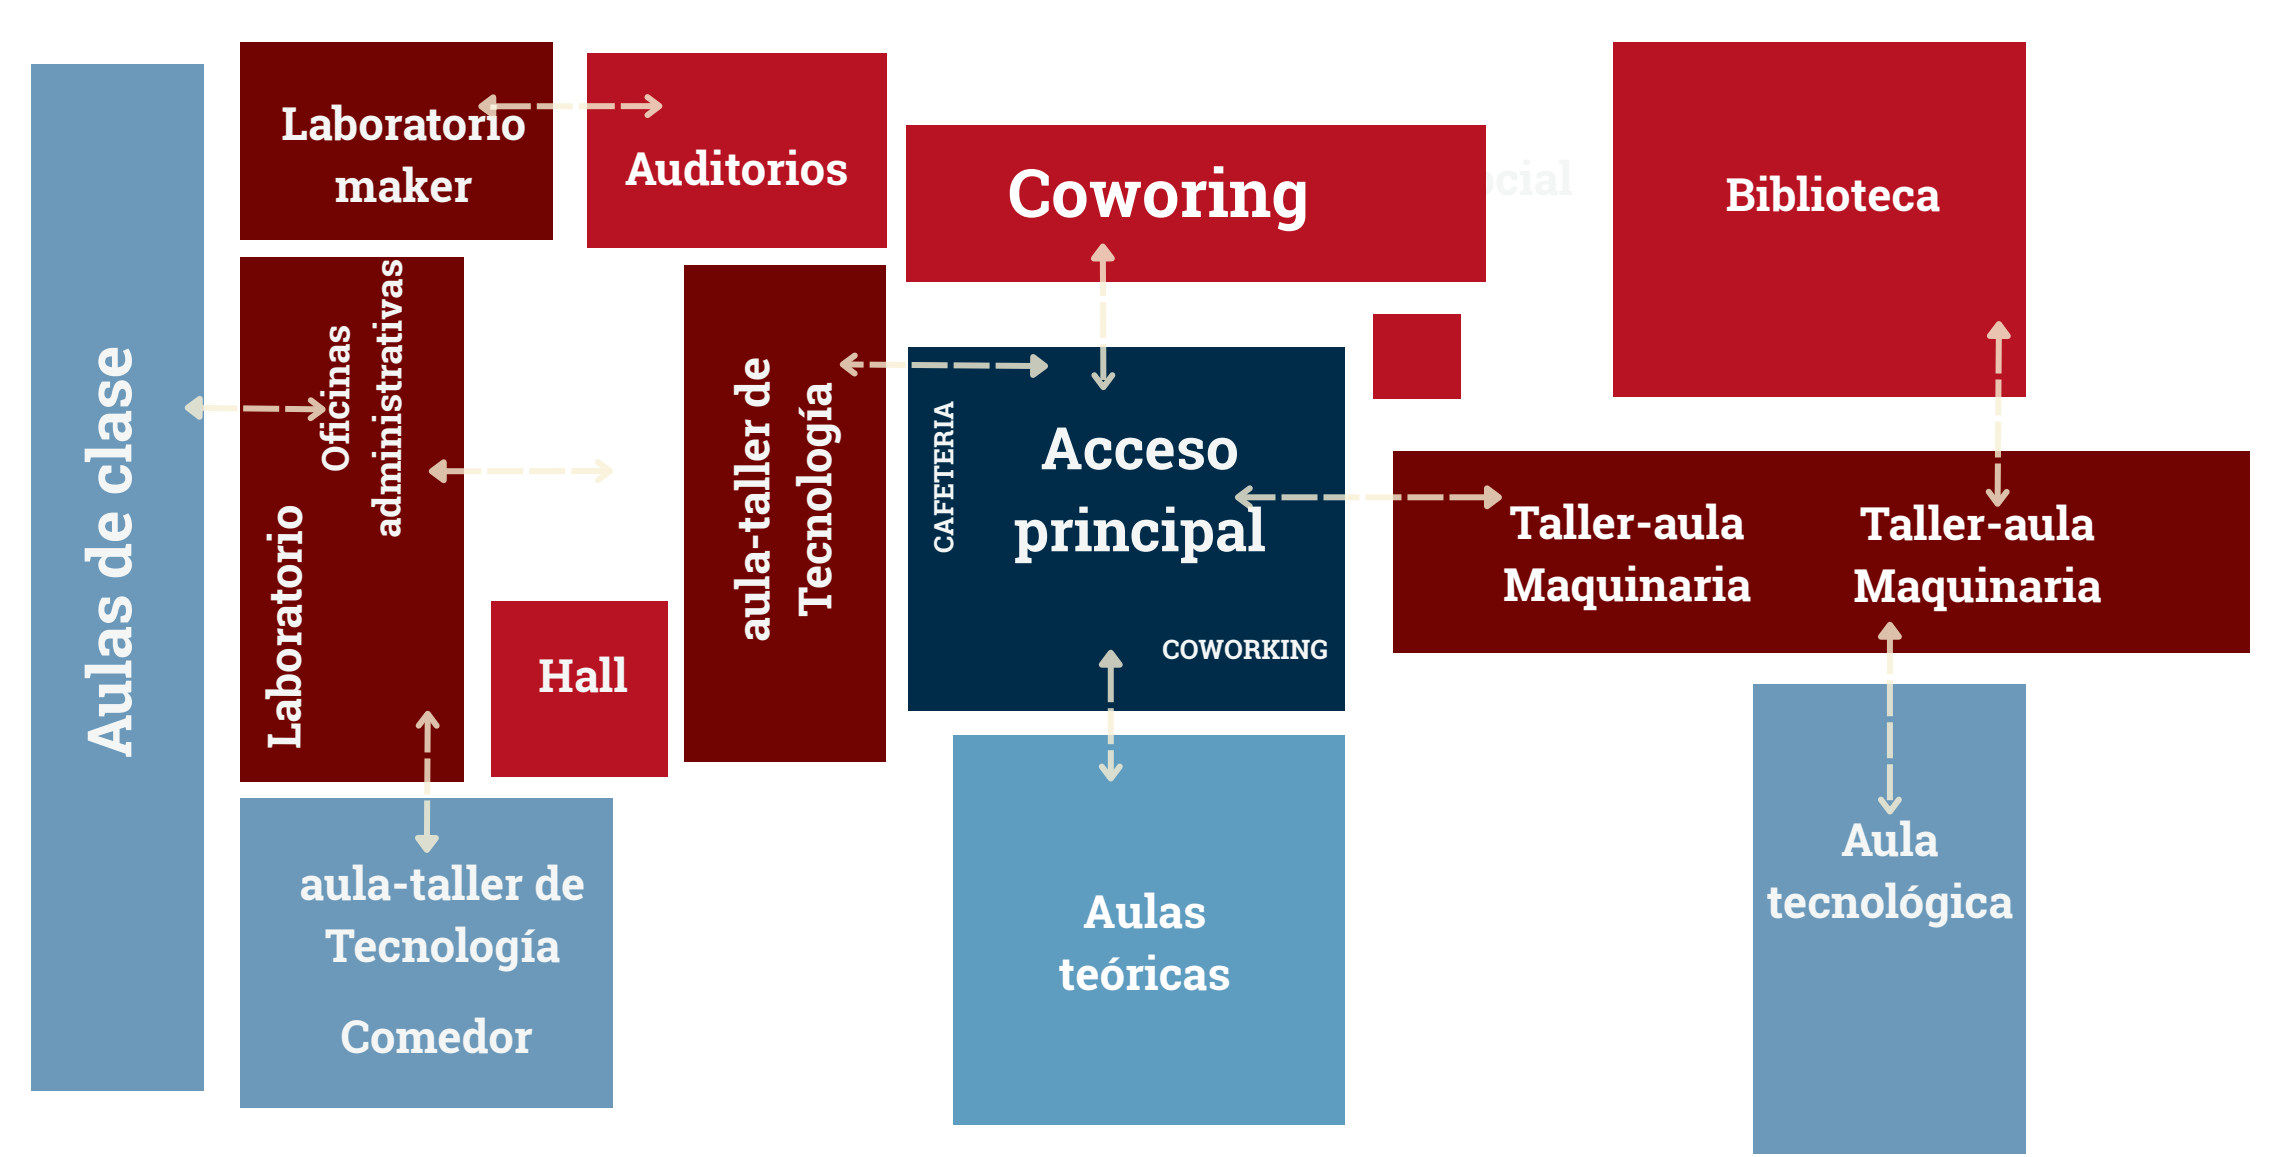 Laboratorio
maker
Auditorios
Coworing
Biblioteca
Aulas de clase
Laboratorio
Oficinas
administrativas
Hall
aula-taller de
Tecnología
CAFETERIA
Acceso
principal
COWORKING
Taller-aula
Maquinaria
Taller-aula
Maquinaria
aula-taller de
Tecnología
Comedor
Aulas
teóricas
Aula
tecnológica